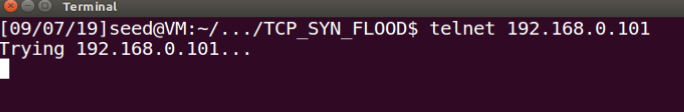 Terminal
[09/07/19]seed@VM:~/.../TCP_SYN_FLOOD$ telnet 192.168.0.101
Trying 192.168.0.101...